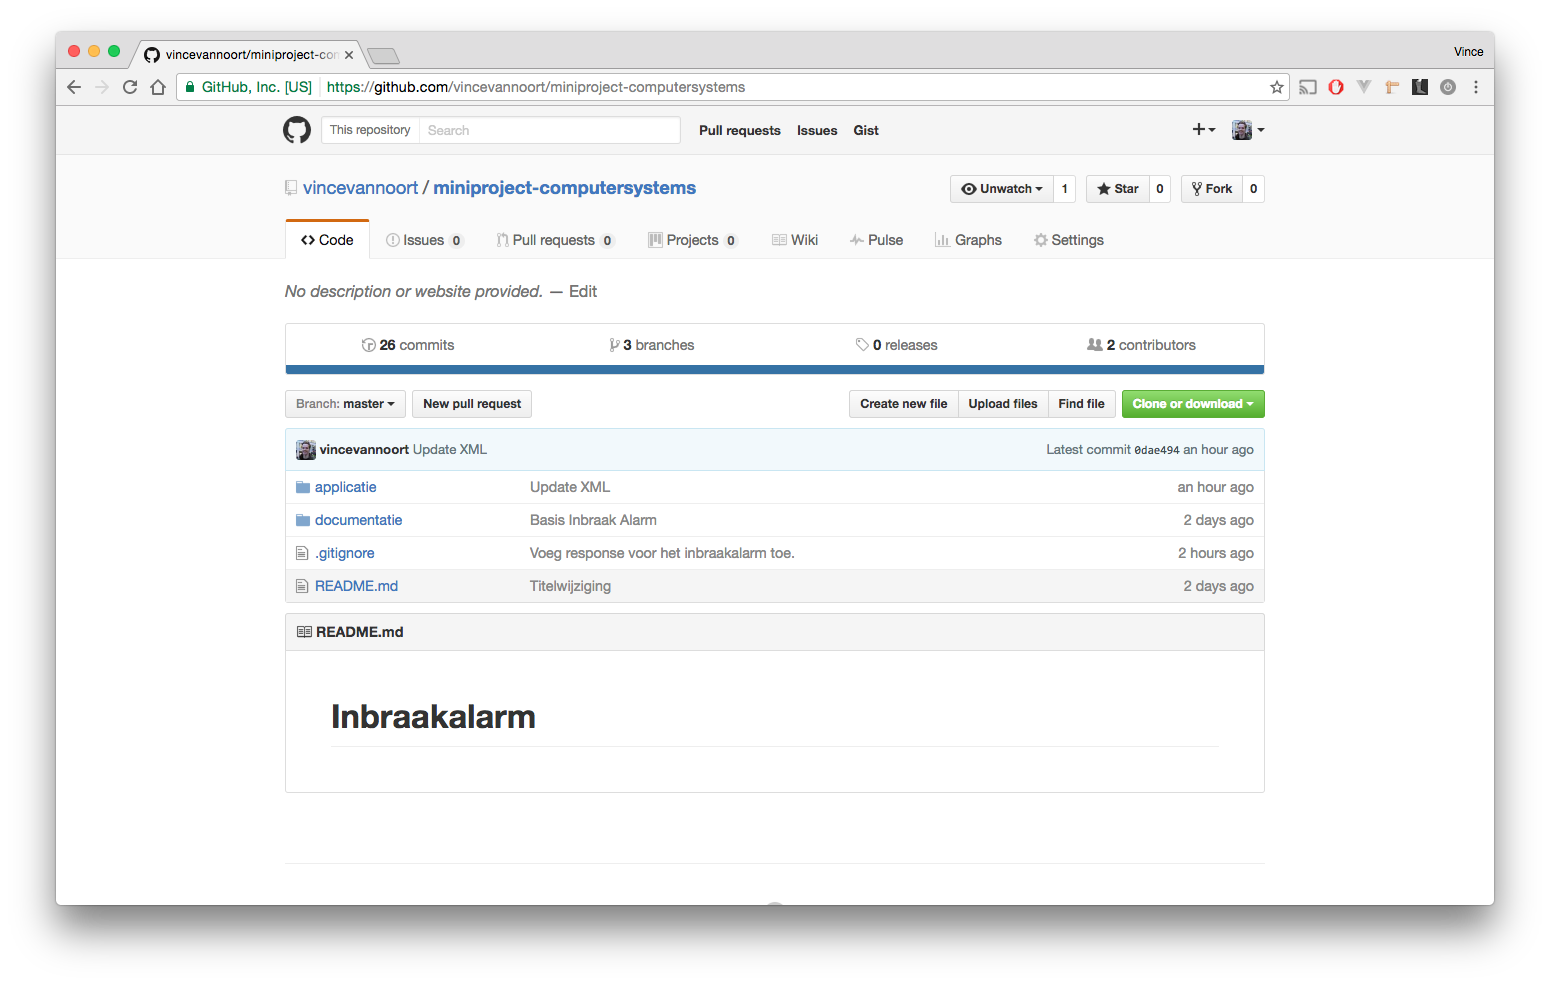 vincevannoort/miniproject-con
Vince
GitHub, Inc. [US] https://github.com/vincevannoort/miniproject-computersystems
This repository Search Pull requests Issues Gist
vincevannoort / miniproject-computersystems Unwatch 1 Star 0 Fork 0
Code Issues 0 Pull requests 0 Projects 0 Wiki Pulse Graphs Settings
No description or website provided. — Edit
26 commits 3 branches 0 releases 2 contributors
Branch: master New pull request Create new file Upload files Find file Clone or download
vincevannoort Update XML Latest commit 0dae494 an hour ago
applicatie Update XML an hour ago
documentatie Basis Inbraak Alarm 2 days ago
.gitignore Voeg response voor het inbraakalarm toe. 2 hours ago
README.md Titelwijziging 2 days ago
README.md
Inbraakalarm